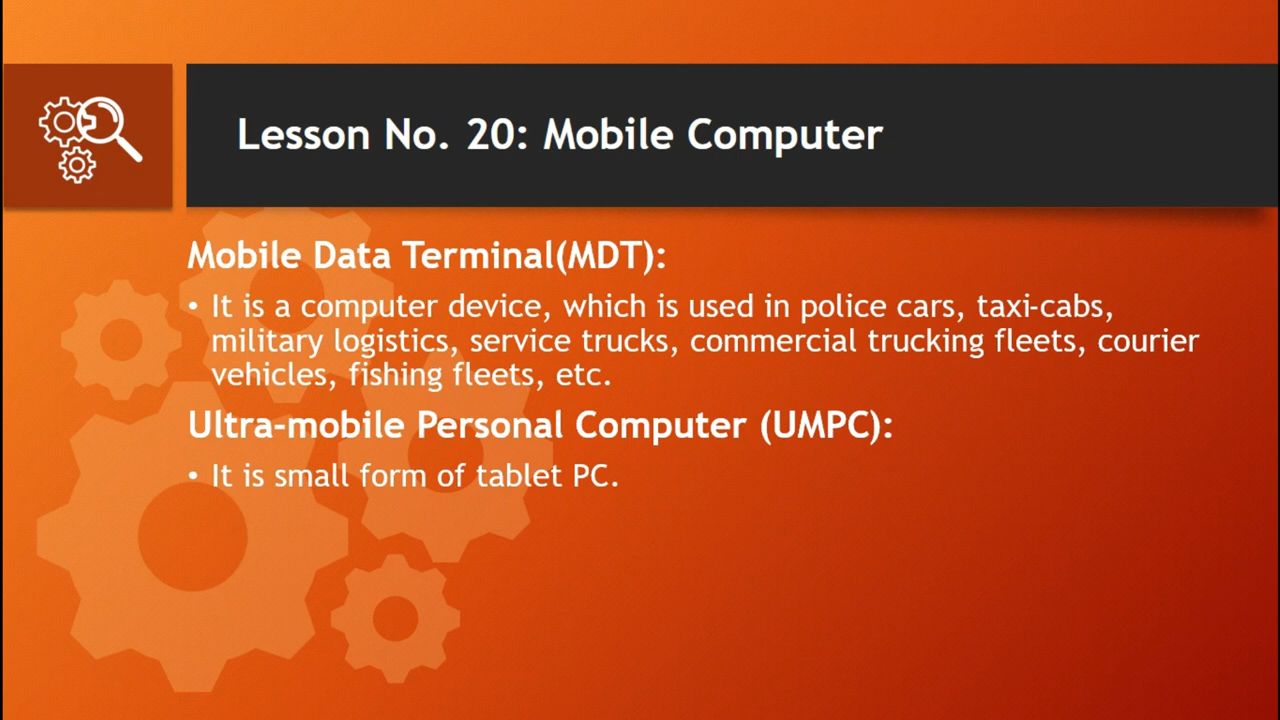 Lesson No. 20: Mobile Computer
Mobile Data Terminal(MDT):
• It is a computer device, which is used in police cars, taxi-cabs,
military logistics, service trucks, commercial trucking fleets, courier
vehicles, fishing fleets, etc.
Ultra-mobile Personal Computer (UMPC):
• It is small form of tablet PC.